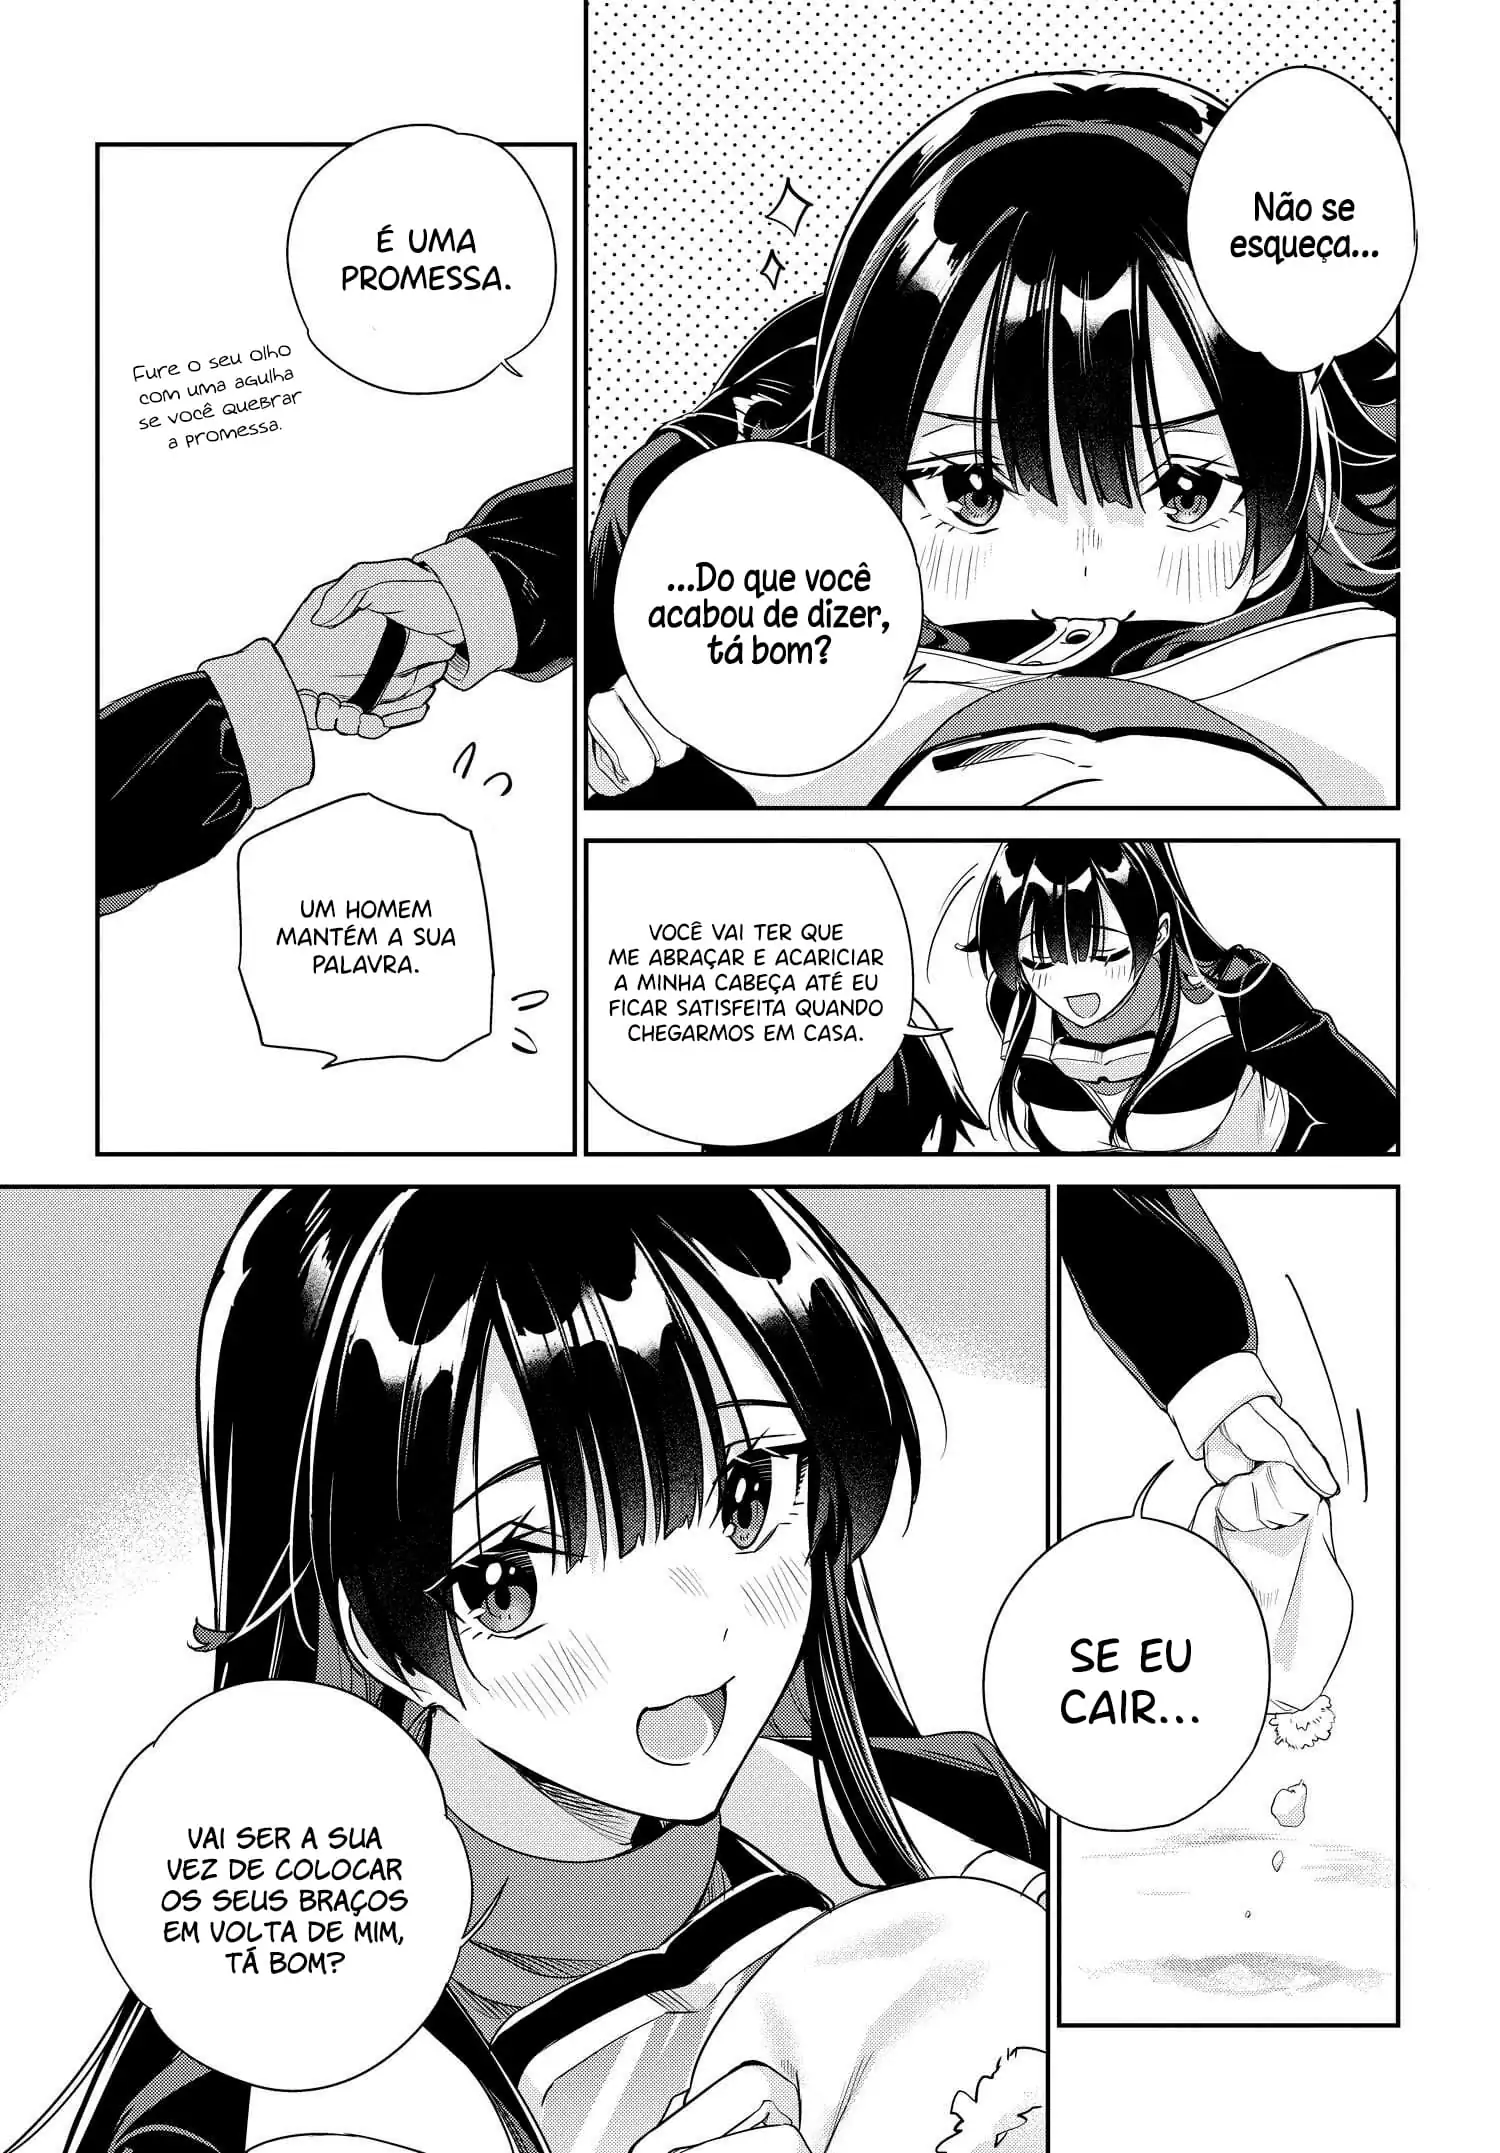 Não se
esqueça...
...Do que você
acabou de dizer,
tá bom?
É UMA
PROMESSA.
Fure o seu olho
com uma agulha
se você quebrar
a promessa.
UM HOMEM
MANTÉM A SUA
PALAVRA.
VOCÊ VAI TER QUE
ME ABRAÇAR E ACARICIAR
A MINHA CABEÇA ATÉ EU
FICAR SATISFEITA QUANDO
CHEGARMOS EM CASA.
SE EU
CAIR...
VAI SER A SUA
VEZ DE COLOCAR
OS SEUS BRAÇOS
EM VOLTA DE MIM,
TÁ BOM?